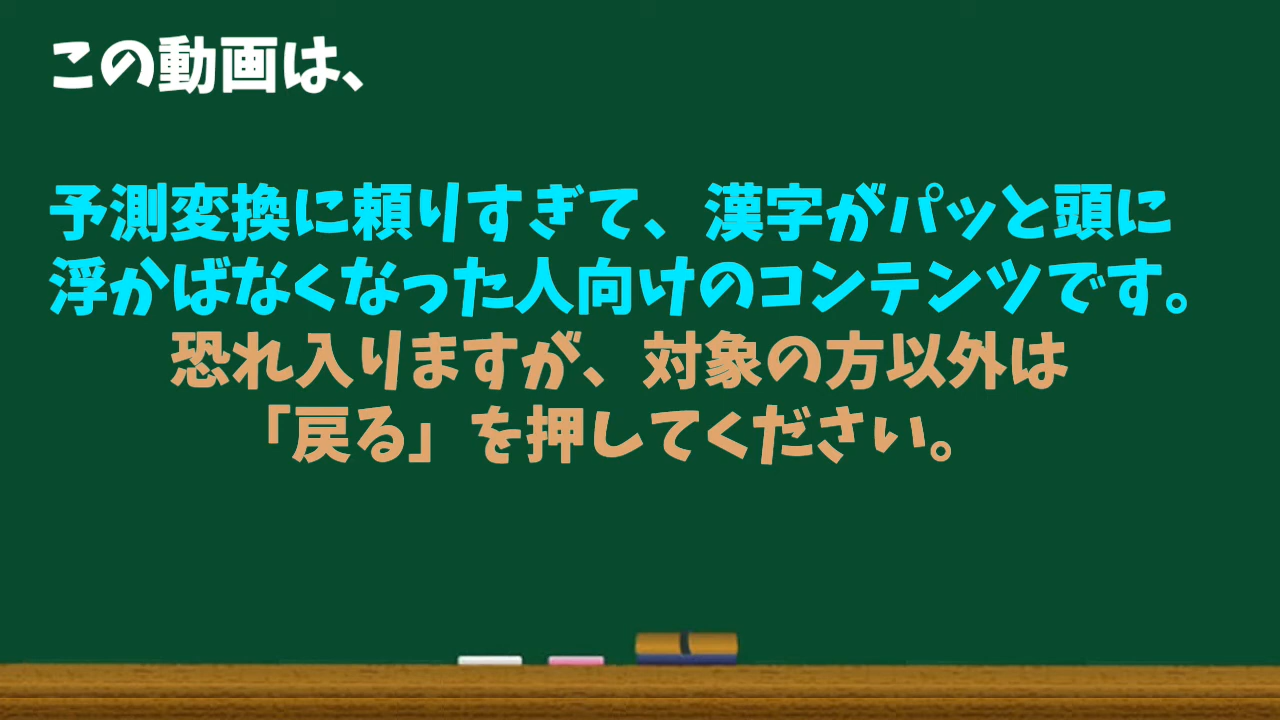 この動画は、
予測変換に頼りすぎて、漢字がパッと頭に
浮かばなくなった人向けのコンテンツです。
恐れ入りますが、対象の方以外は
「戻る」を押してください。